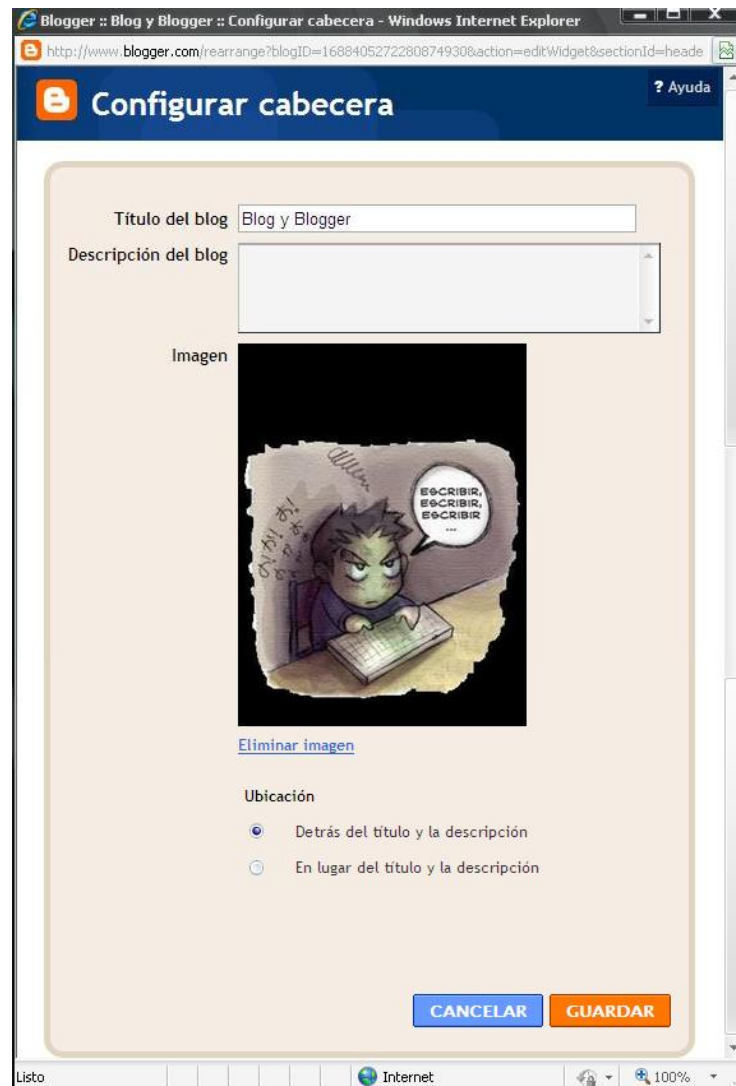 Blogger :: Blog y Blogger :: Configurar cabecera - Windows Internet Explorer
http://www.blogger.com/rearrange?blogID=1688405272280874930&action=editWidget&sectionId=heade
Configurar cabecera
? Ayuda
Título del blog Blog y Blogger
Descripción del blog
Imagen
ESCRIBIR,
ESCRIBIR,
ESCRIBIR
...
Eliminar imagen
Ubicación
Detrás del título y la descripción
En lugar del título y la descripción
CANCELAR GUARDAR
Listo Internet 100%